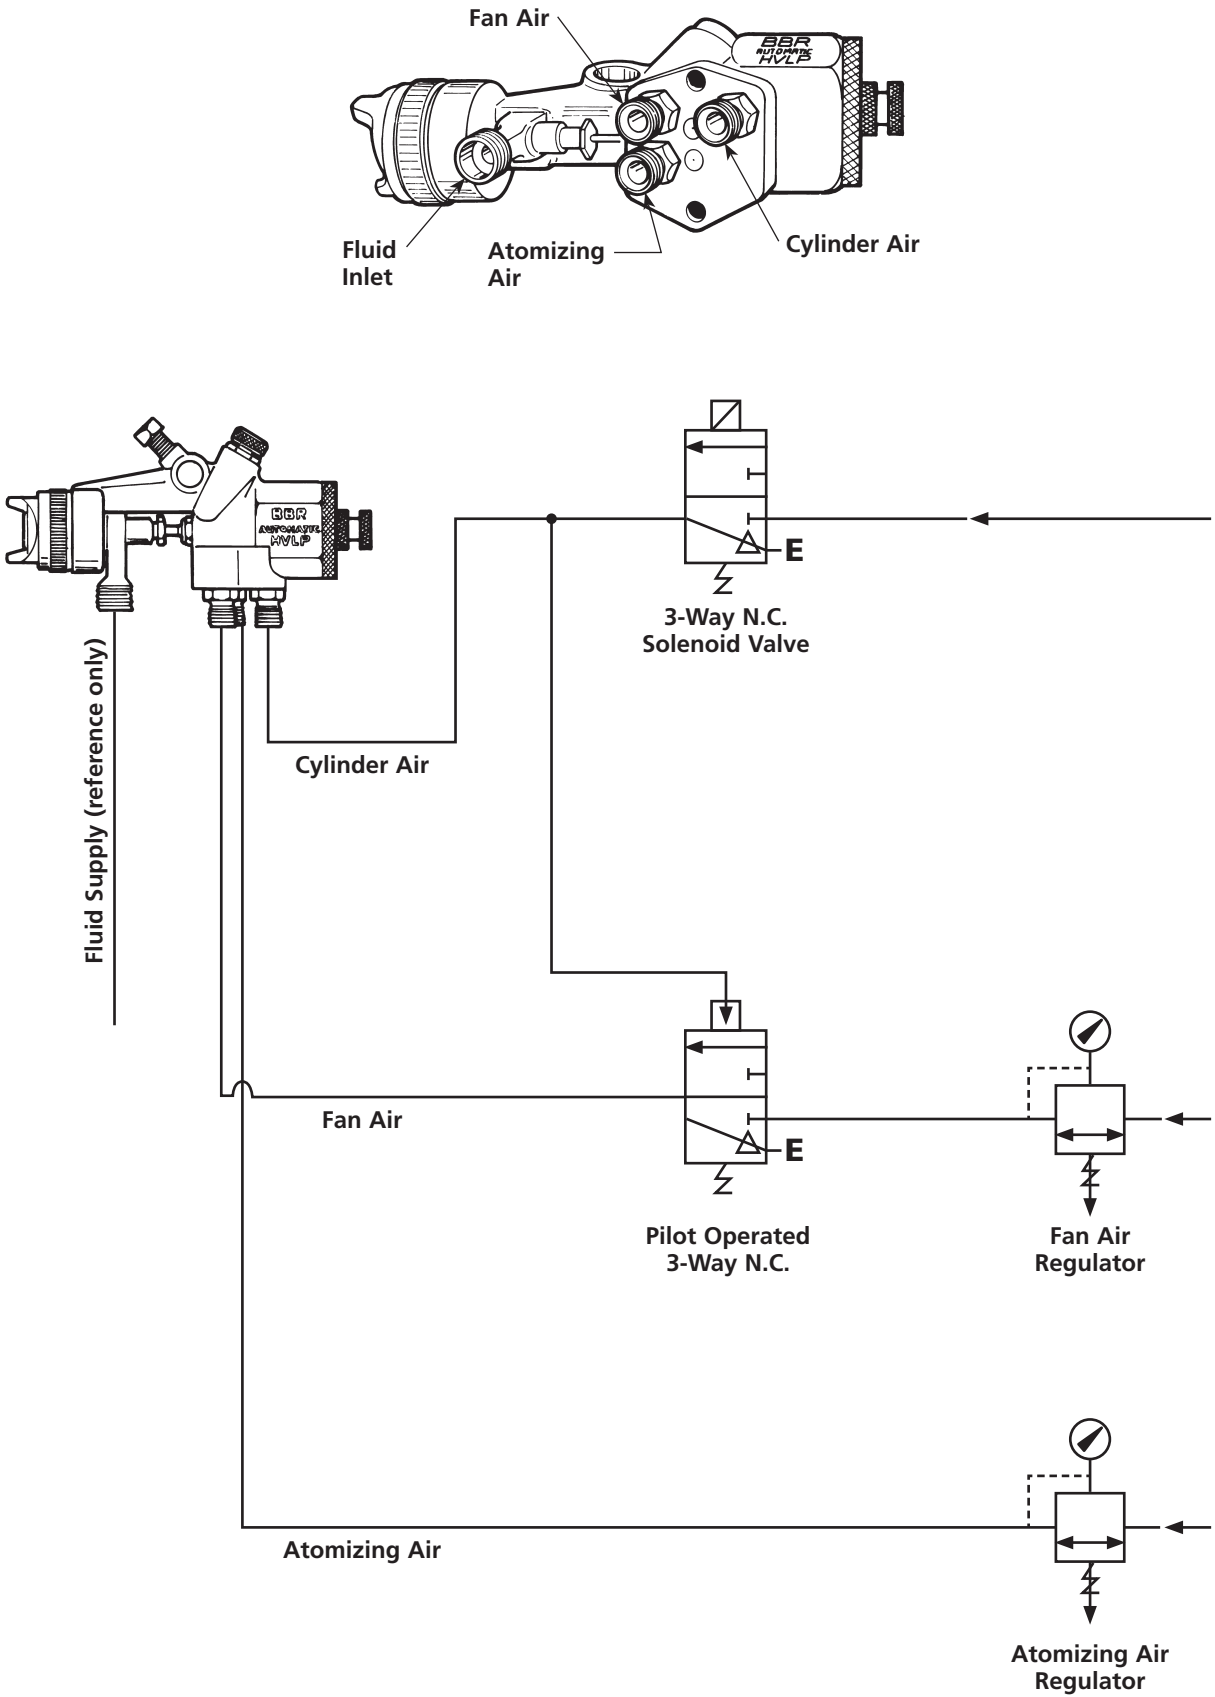 Fan Air
BBR
AUTOMATIC
HVLP
Fluid
Inlet
Atomizing
Air
Cylinder Air
BBR
AUTOMATIC
HVLP
E
3-Way N.C.
Solenoid Valve
Fluid Supply (reference only)
Cylinder Air
Fan Air
E
Pilot Operated
3-Way N.C.
Fan Air
Regulator
Atomizing Air
Atomizing Air
Regulator